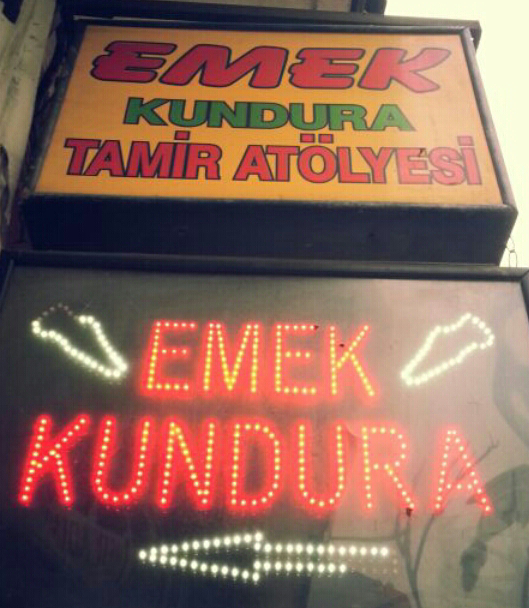 EMEK
KUNDURA
TAMİR ATÖLYESİ
EMEK
KUNDURA